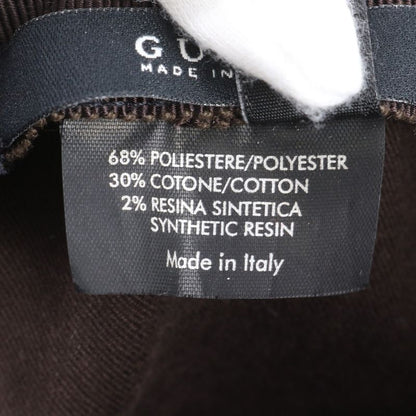 GU
MADE IN
68% POLIESTERE/POLYESTER
30% COTONE/COTTON
2% RESINA SINTETICA
SYNTHETIC RESIN
Made in Italy